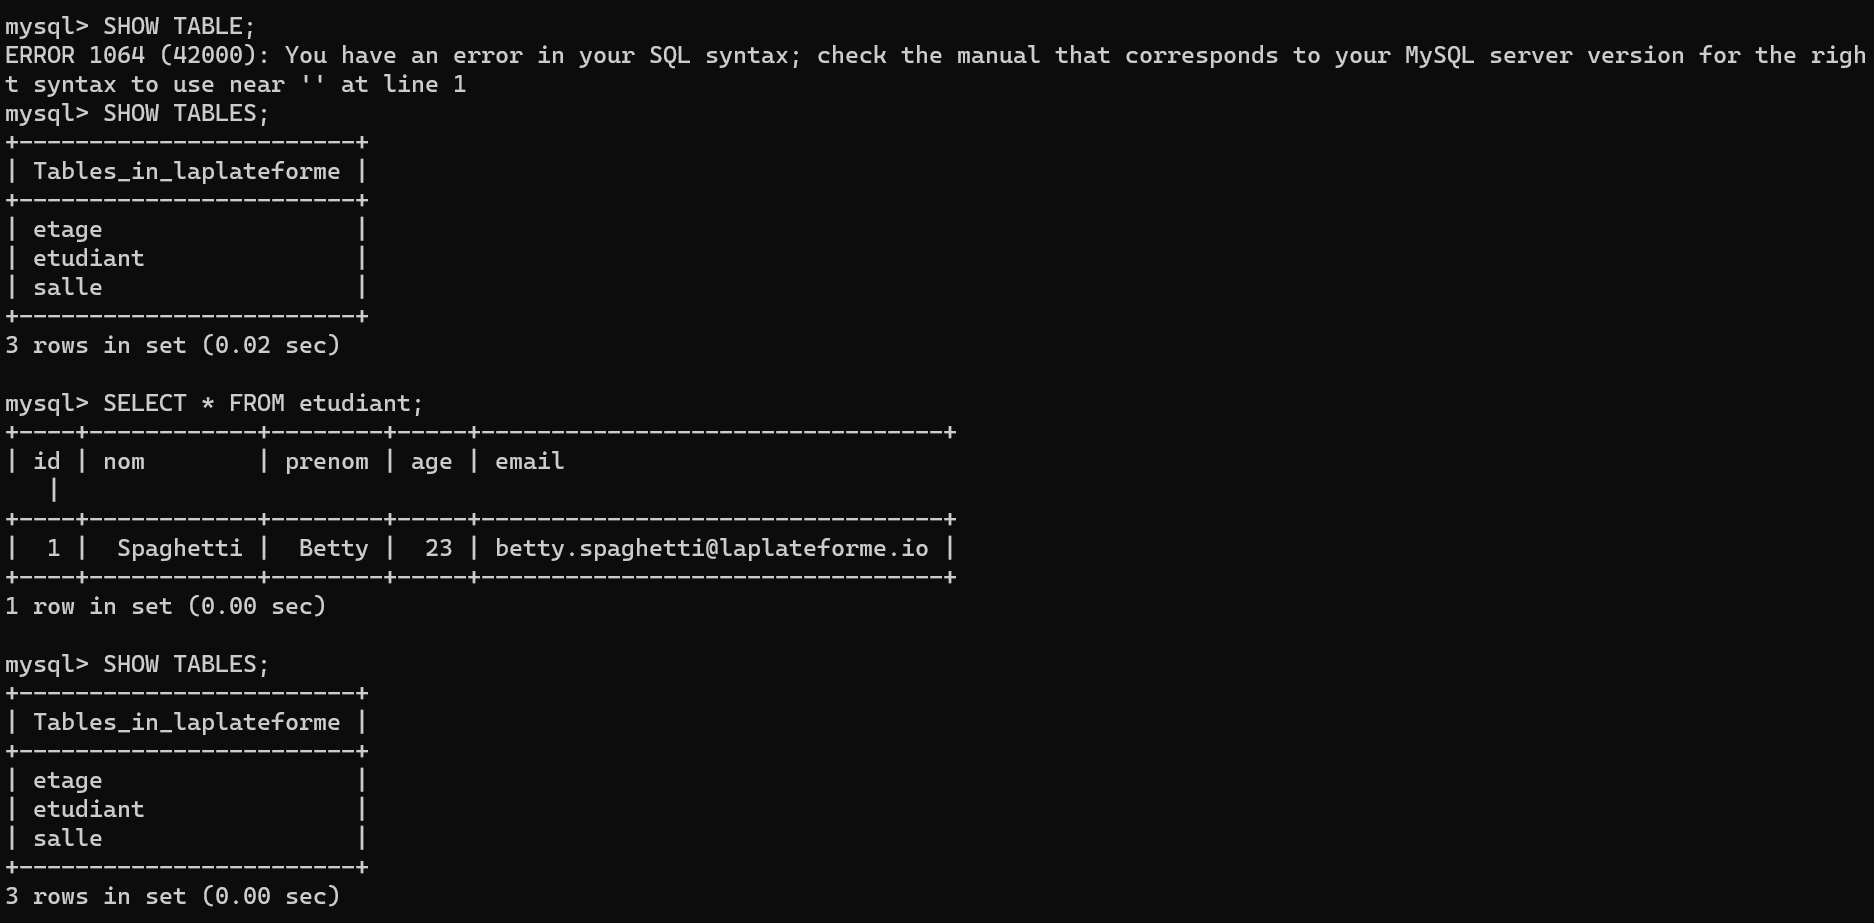 mysql> SHOW TABLE;
ERROR 1064 (42000): You have an error in your SQL syntax; check the manual that corresponds to your MySQL server version for the righ
t syntax to use near '' at line 1
mysql> SHOW TABLES;
+------------------------+
| Tables_in_laplateforme |
+------------------------+
| etage                  |
| etudiant               |
| salle                  |
+------------------------+
3 rows in set (0.02 sec)

mysql> SELECT * FROM etudiant;
+----+------------+--------+-----+---------------------------------+
| id | nom        | prenom | age | email
   |
+----+------------+--------+-----+---------------------------------+
|  1 |  Spaghetti |  Betty |  23 | betty.spaghetti@laplateforme.io |
+----+------------+--------+-----+---------------------------------+
1 row in set (0.00 sec)

mysql> SHOW TABLES;
+------------------------+
| Tables_in_laplateforme |
+------------------------+
| etage                  |
| etudiant               |
| salle                  |
+------------------------+
3 rows in set (0.00 sec)